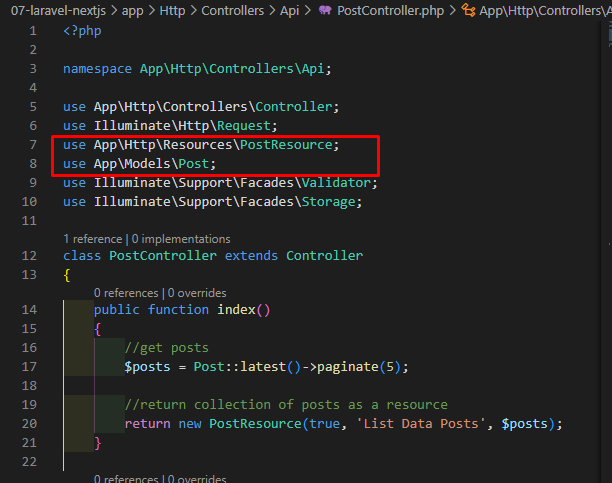 07-laravel-nextjs > app > Http > Controllers > Api > PostController.php > App\Http\Controllers\A
1 <?php
2
3 namespace App\Http\Controllers\Api;
4
5 use App\Http\Controllers\Controller;
6 use Illuminate\Http\Request;
7 use App\Http\Resources\PostResource;
8 use App\Models\Post;
9 use Illuminate\Support\Facades\Validator;
10 use Illuminate\Support\Facades\Storage;
11
1 reference | 0 implementations
12 class PostController extends Controller
13 {
0 references | 0 overrides
14 public function index()
15 {
16 //get posts
17 $posts = Post::latest()->paginate(5);
18
19 //return collection of posts as a resource
20 return new PostResource(true, 'List Data Posts', $posts);
21 }
22
0 references | 0 overrides